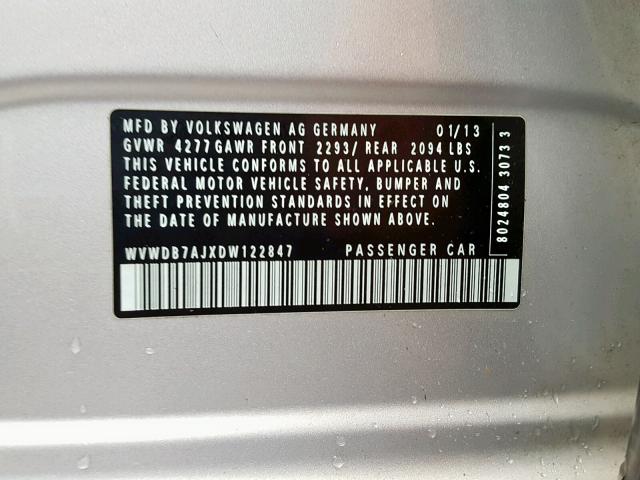 MFD BY VOLKSWAGEN AG GERMANY 01/13
GVWR 4277 GAWR FRONT 2293/ REAR 2094 LBS
THIS VEHICLE CONFORMS TO ALL APPLICABLE U.S.
FEDERAL MOTOR VEHICLE SAFETY, BUMPER AND
THEFT PREVENTION STANDARDS IN EFFECT ON
THE DATE OF MANUFACTURE SHOWN ABOVE.
WVWDB7AJXDW122847 PASSENGER CAR
8024804 3073 3